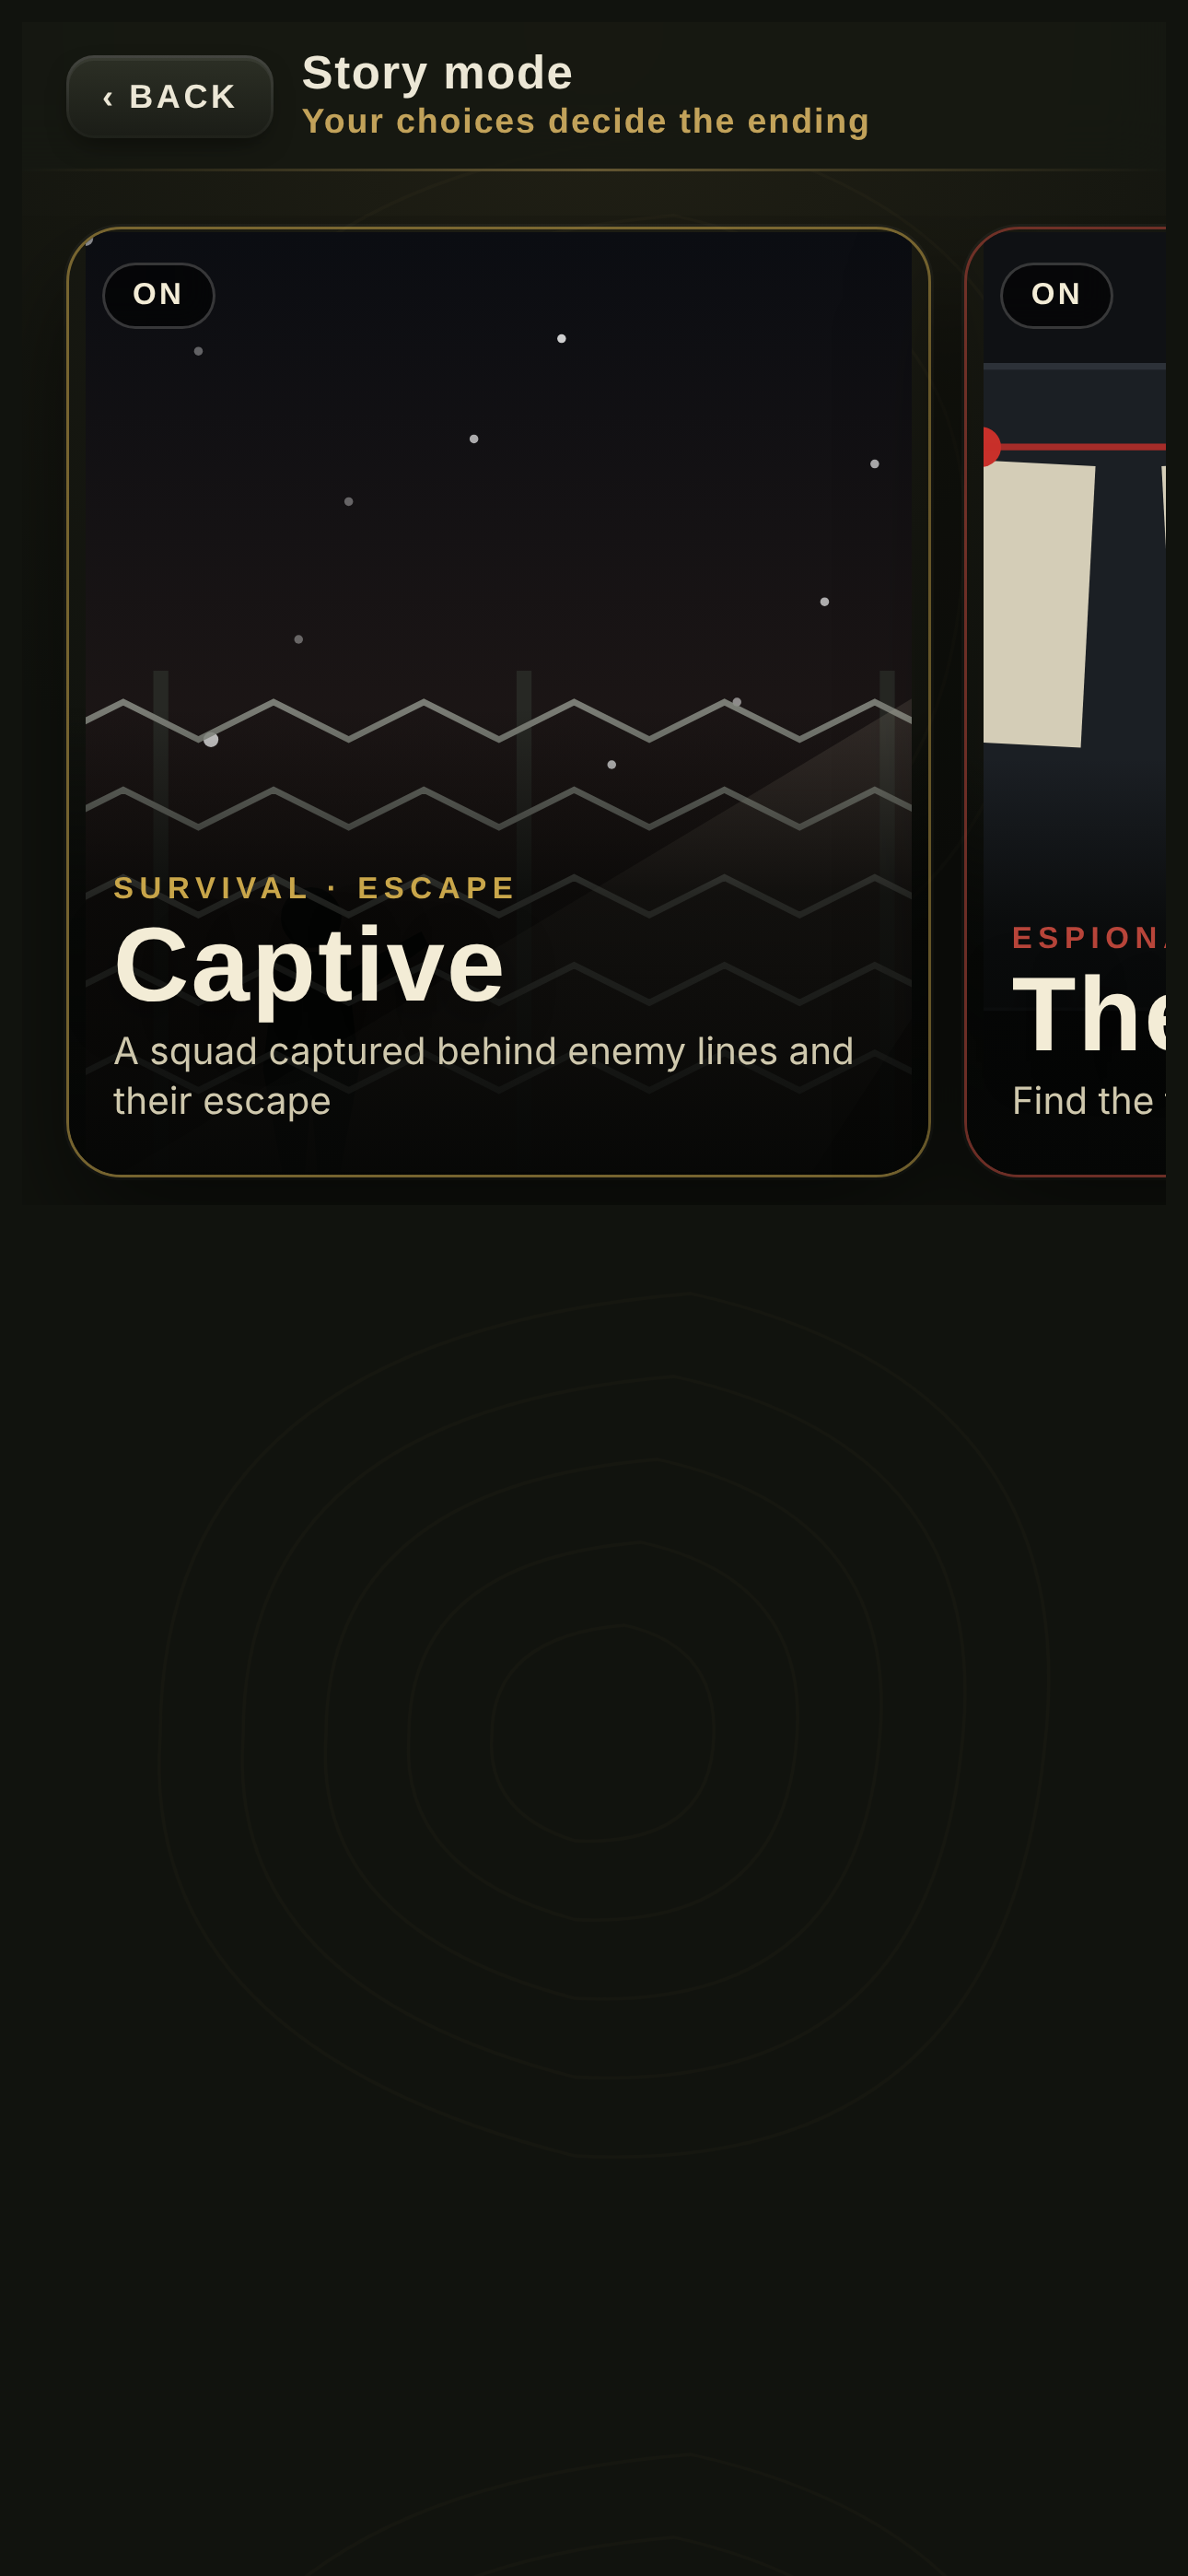 ‹ BACK
Story mode
Your choices decide the ending
ON
SURVIVAL · ESCAPE
Captive
A squad captured behind enemy lines and
their escape
ON
The
Find the